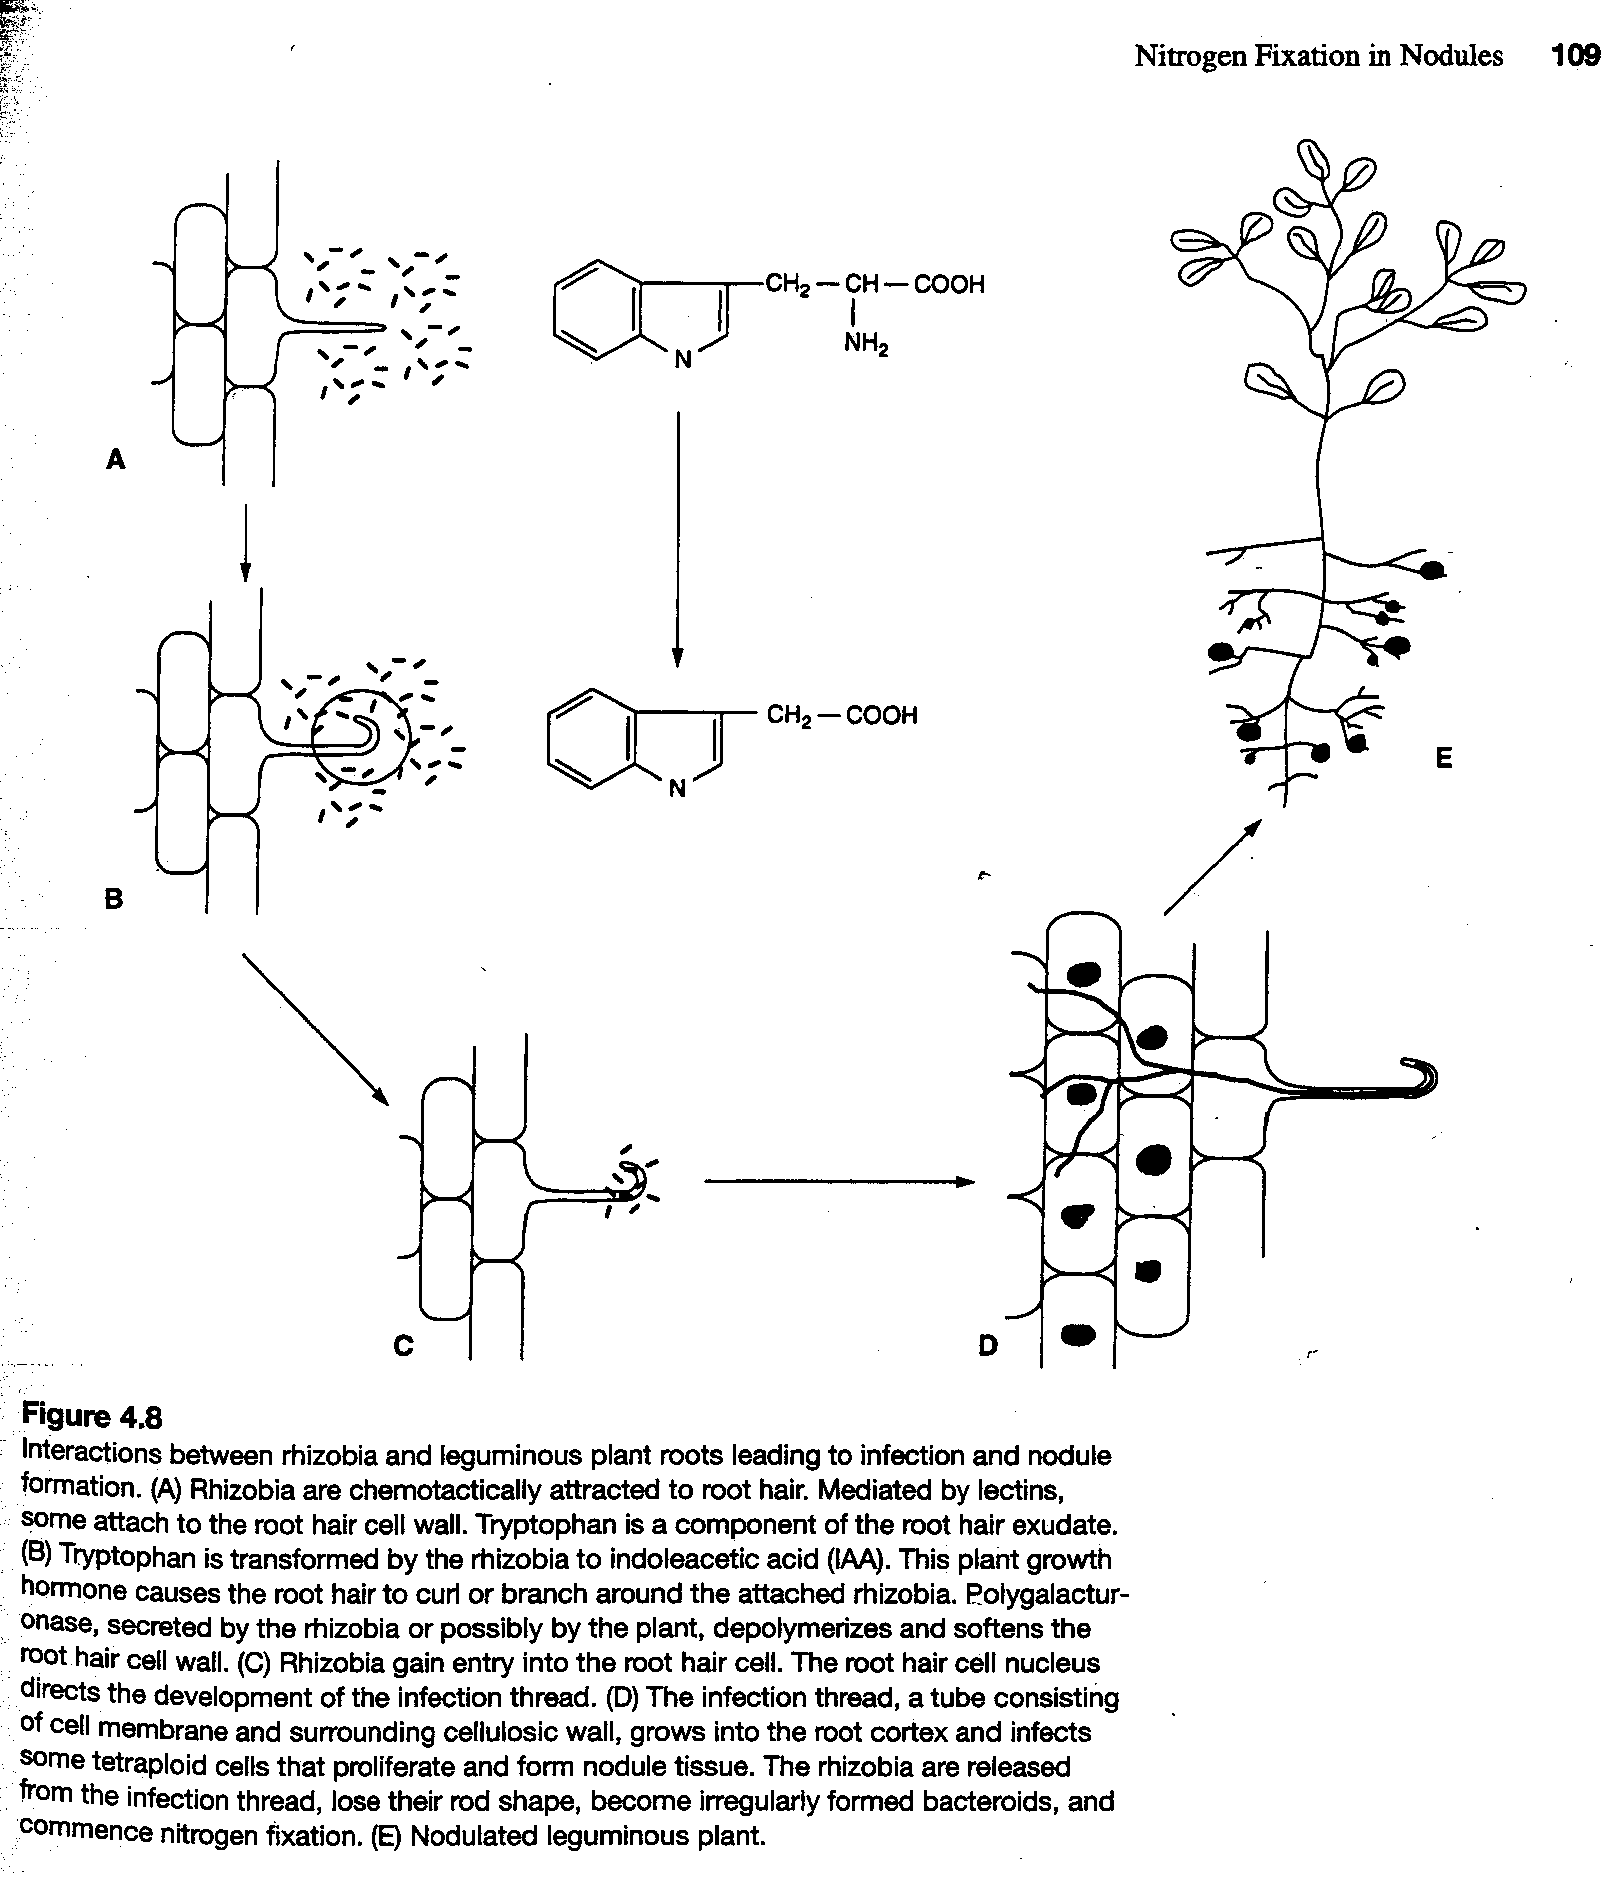 Nitrogen Fixation in Nodules 109
CH2—CH—COOH
NH2
N
A
CH2—COOH
N
B
E
C
D
Figure 4.8
Interactions between rhizobia and leguminous plant roots leading to infection and nodule
formation. (A) Rhizobia are chemotactically attracted to root hair. Mediated by lectins,
some attach to the root hair cell wall. Tryptophan is a component of the root hair exudate.
(B) Tryptophan is transformed by the rhizobia to indoleacetic acid (IAA). This plant growth
hormone causes the root hair to curl or branch around the attached rhizobia. Polygalactur-
onase, secreted by the rhizobia or possibly by the plant, depolymerizes and softens the
root hair cell wall. (C) Rhizobia gain entry into the root hair cell. The root hair cell nucleus
directs the development of the infection thread. (D) The infection thread, a tube consisting
of cell membrane and surrounding cellulosic wall, grows into the root cortex and infects
some tetraploid cells that proliferate and form nodule tissue. The rhizobia are released
from the infection thread, lose their rod shape, become irregularly formed bacteroids, and
commence nitrogen fixation. (E) Nodulated leguminous plant.